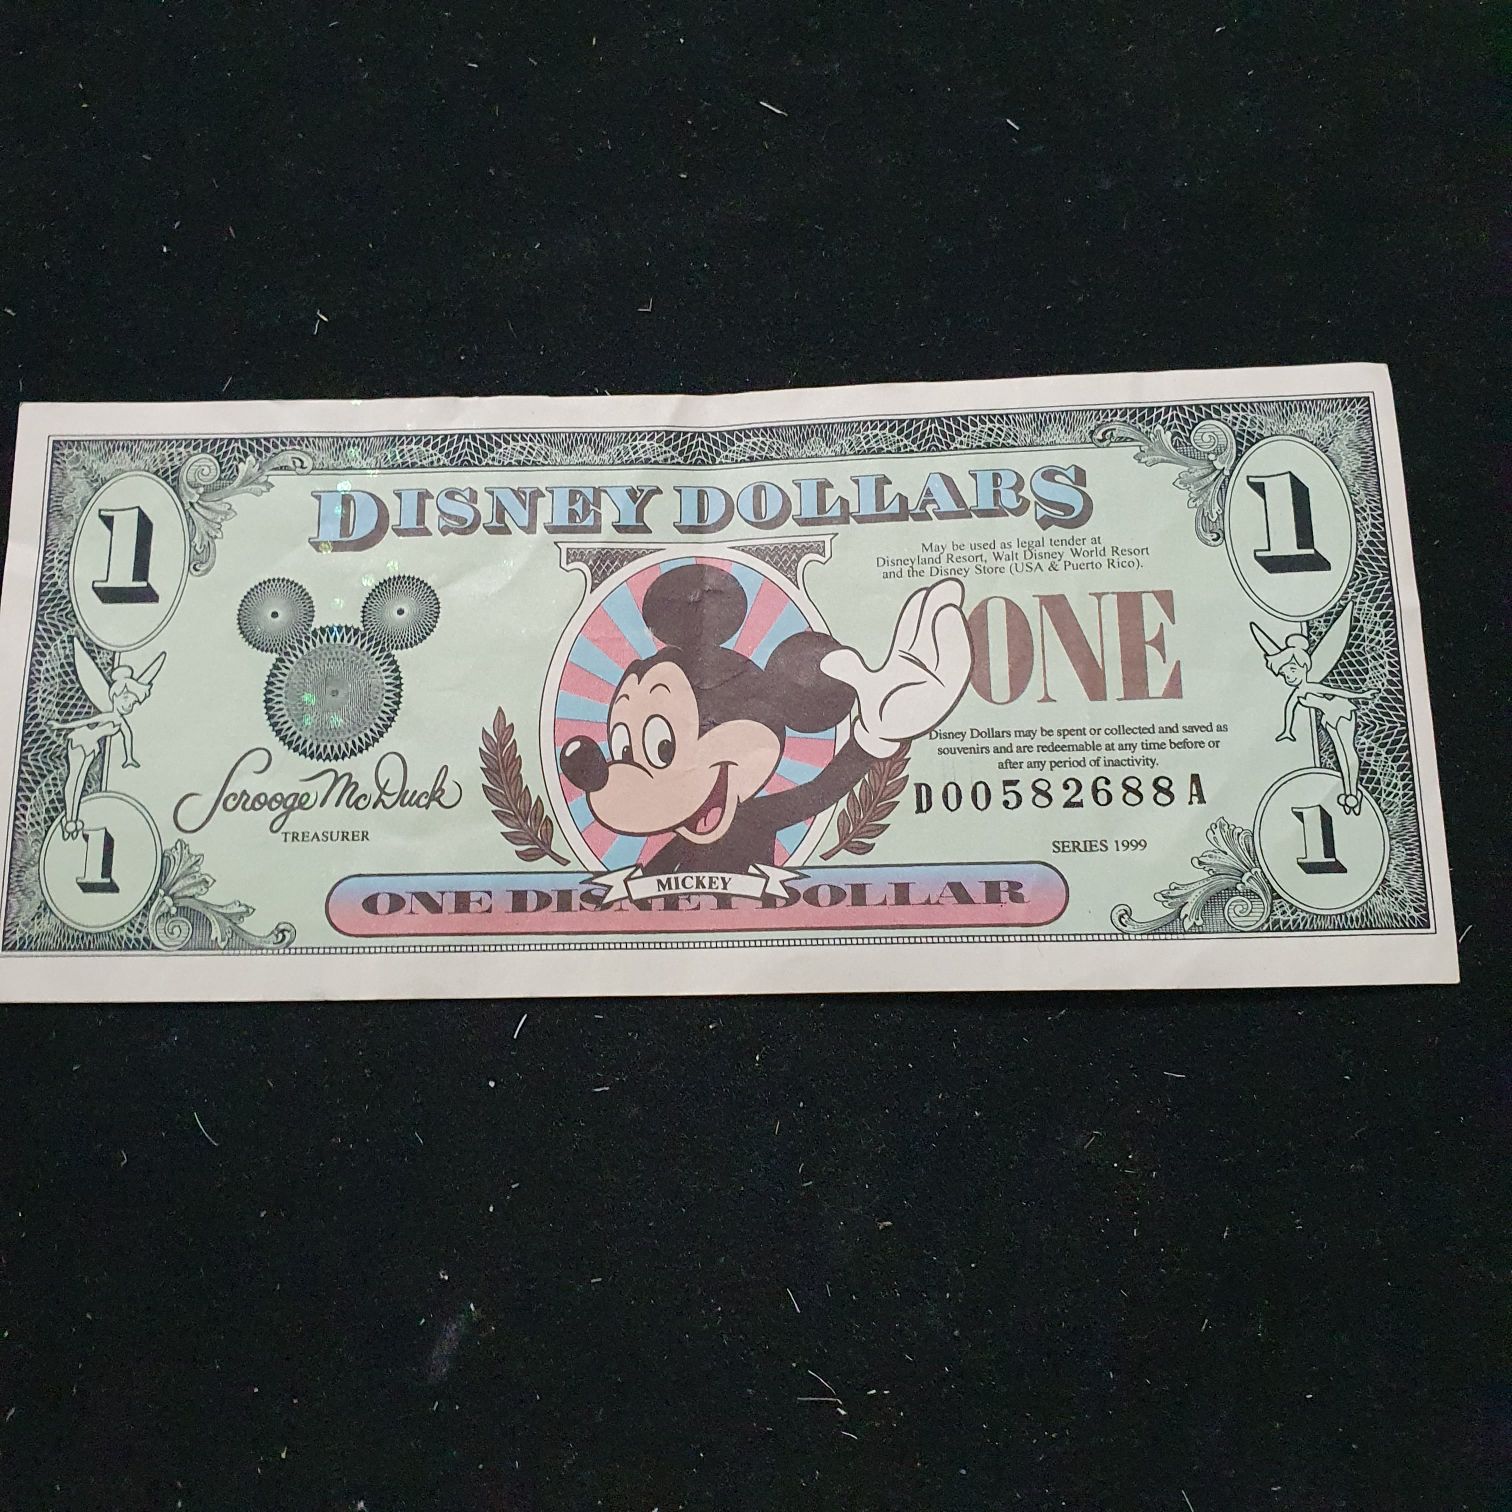 1
DISNEY DOLLARS
1
May be used as legal tender at
Disneyland Resort, Walt Disney World Resort
and the Disney Store (USA & Puerto Rico).
ONE
Disney Dollars may be spent or collected and saved as
souvenirs and are redeemable at any time before or
after any period of inactivity.
D00582688A
Scrooge McDuck
TREASURER
SERIES 1999
1
MICKEY
ONE DISNEY DOLLAR
1